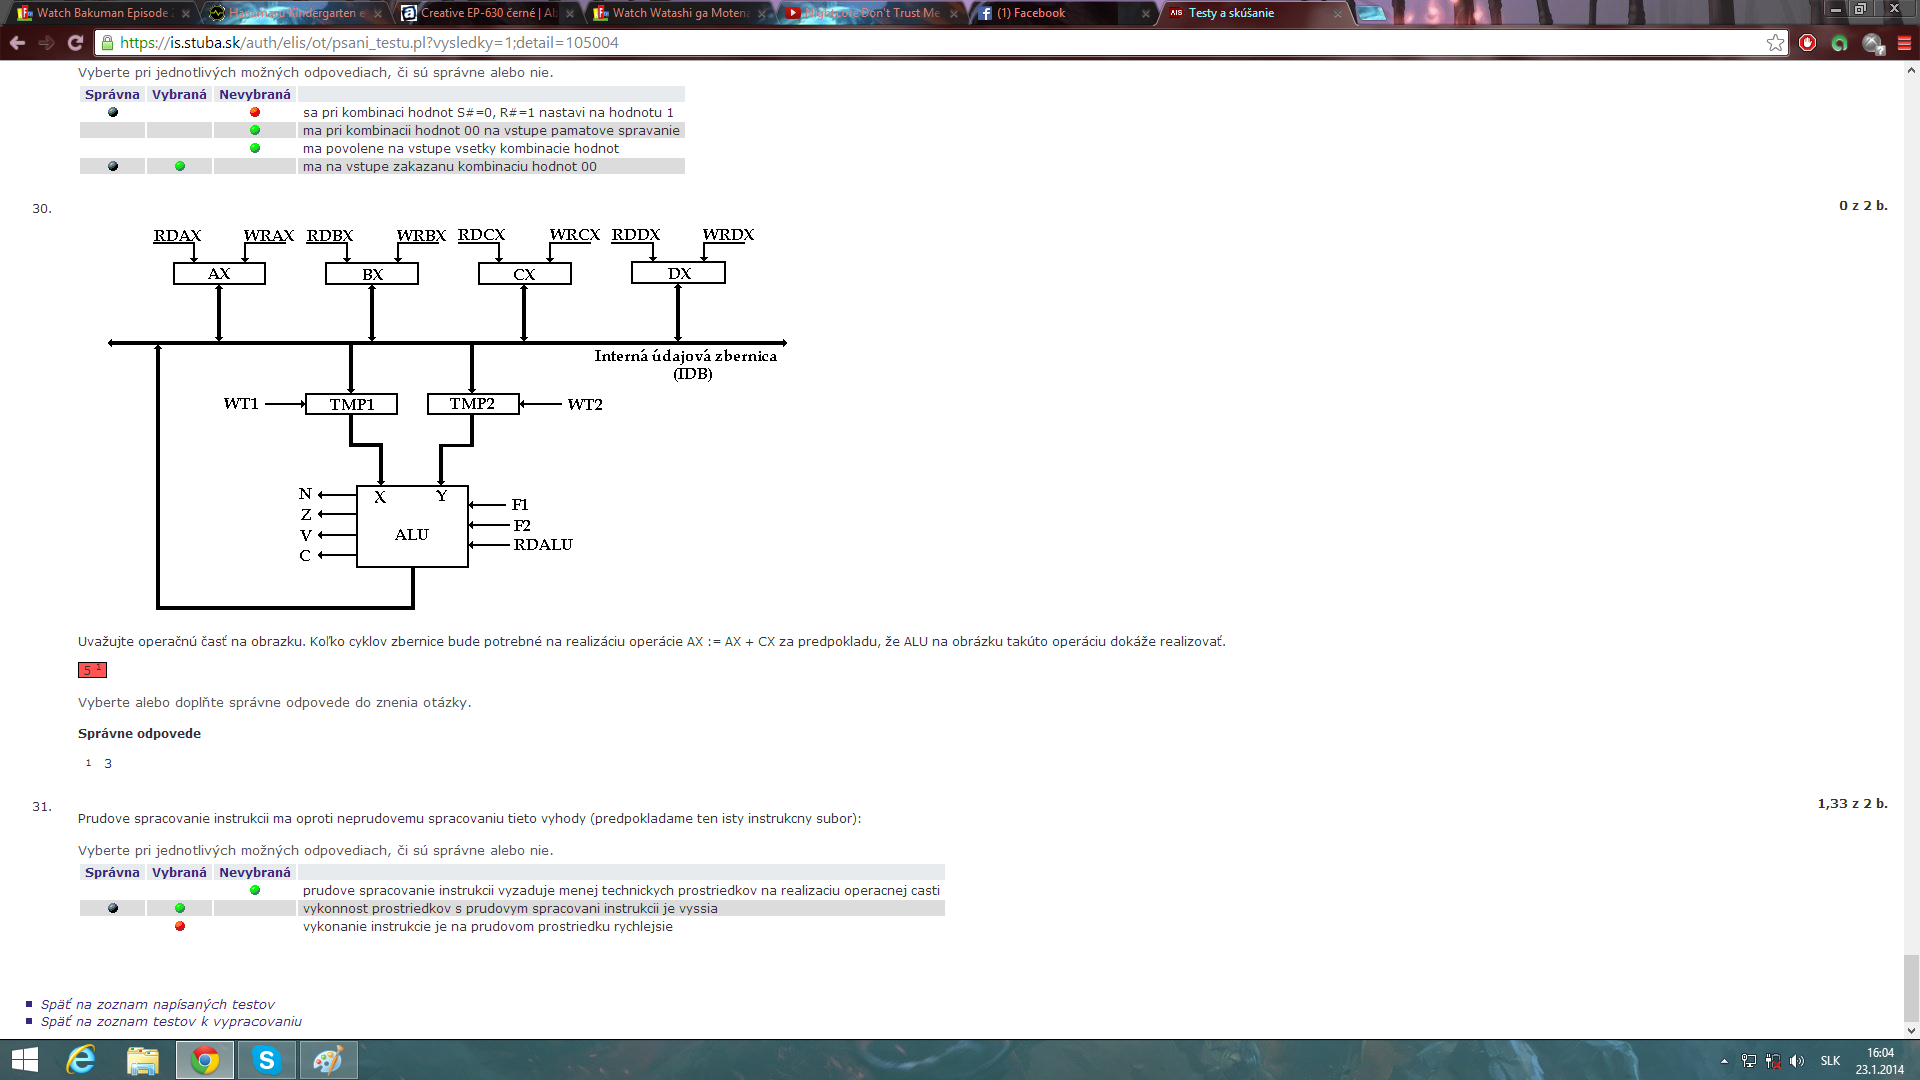 Watch Bakuman Episode
Creative EP-630 černé | Al
Watch Watashi ga Motena
Don't Trust Me
(1) Facebook
AIS Testy a skúšanie
https://is.stuba.sk/auth/elis/ot/psani_testu.pl?vysledky=1;detail=105004
Vyberte pri jednotlivých možných odpovediach, či sú správne alebo nie.
Správna Vybraná Nevybraná
sa pri kombinaci hodnot S#=0, R#=1 nastavi na hodnotu 1
ma pri kombinacii hodnot 00 na vstupe pamatove spravanie
ma povolene na vstupe vsetky kombinacie hodnot
ma na vstupe zakazanu kombinaciu hodnot 00
30. 0 z 2 b.
RDAX WRAX RDBX WRBX RDCX WRCX RDDX WRDX
AX BX CX DX
Interná údajová zbernica
(IDB)
WT1 TMP1 TMP2 WT2
N X Y F1
Z F2
V ALU RDALU
C
Uvažujte operačnú časť na obrazku. Koľko cyklov zbernice bude potrebné na realizáciu operácie AX := AX + CX za predpokladu, že ALU na obrázku takúto operáciu dokáže realizovať.
5 1
Vyberte alebo doplňte správne odpovede do znenia otázky.
Správne odpovede
1 3
31. 1,33 z 2 b.
Prudove spracovanie instrukcii ma oproti neprudovemu spracovaniu tieto vyhody (predpokladame ten isty instrukcny subor):
Vyberte pri jednotlivých možných odpovediach, či sú správne alebo nie.
Správna Vybraná Nevybraná
prudove spracovanie instrukcii vyzaduje menej technickych prostriedkov na realizaciu operacnej casti
vykonnost prostriedkov s prudovym spracovani instrukcii je vyssia
vykonanie instrukcie je na prudovom prostriedku rychlejsie
Späť na zoznam napísaných testov
Späť na zoznam testov k vypracovaniu
SLK
16:04
23.1.2014